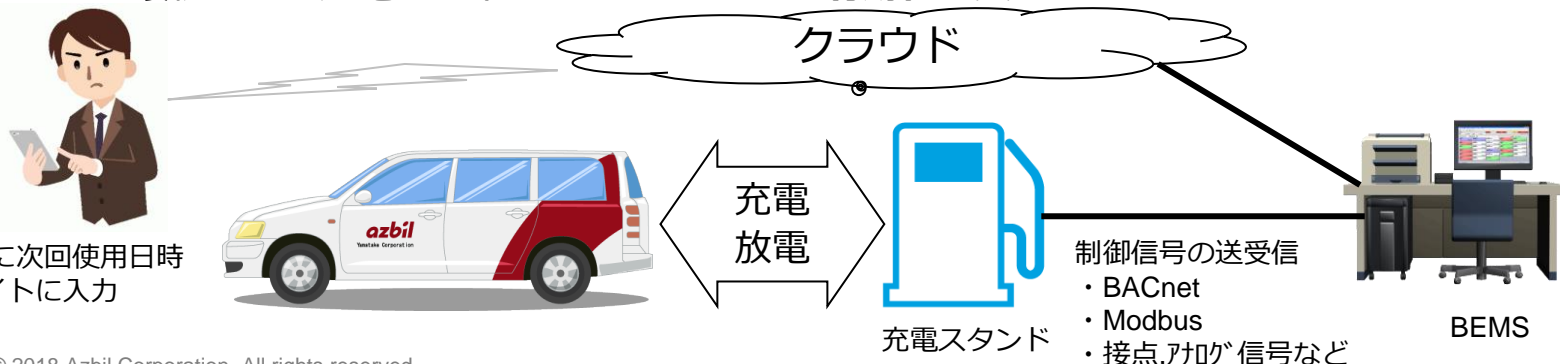 クラウド
azbil
Yamatake Corporation
充電
放電
に次回使用日時
イトに入力
制御信号の送受信
・BACnet
・Modbus
・接点,ｱﾅﾛｸﾞ信号など
充電スタンド
BEMS
© 2018 Azbil Corporation. All rights reserved.